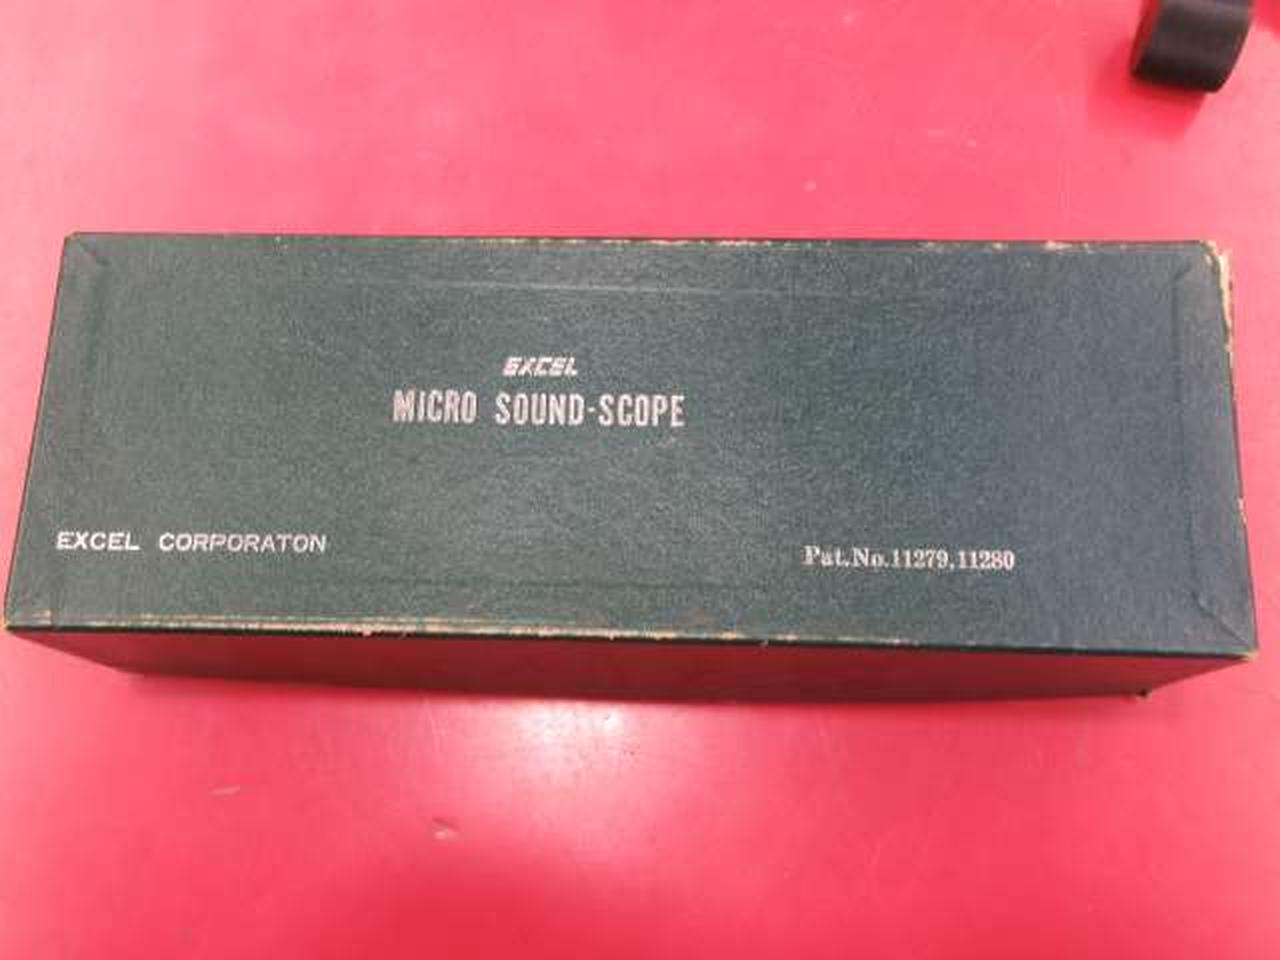 EXCEL
MICRO SOUND-SCOPE
EXCEL CORPORATON
Pat.No.11279,11280